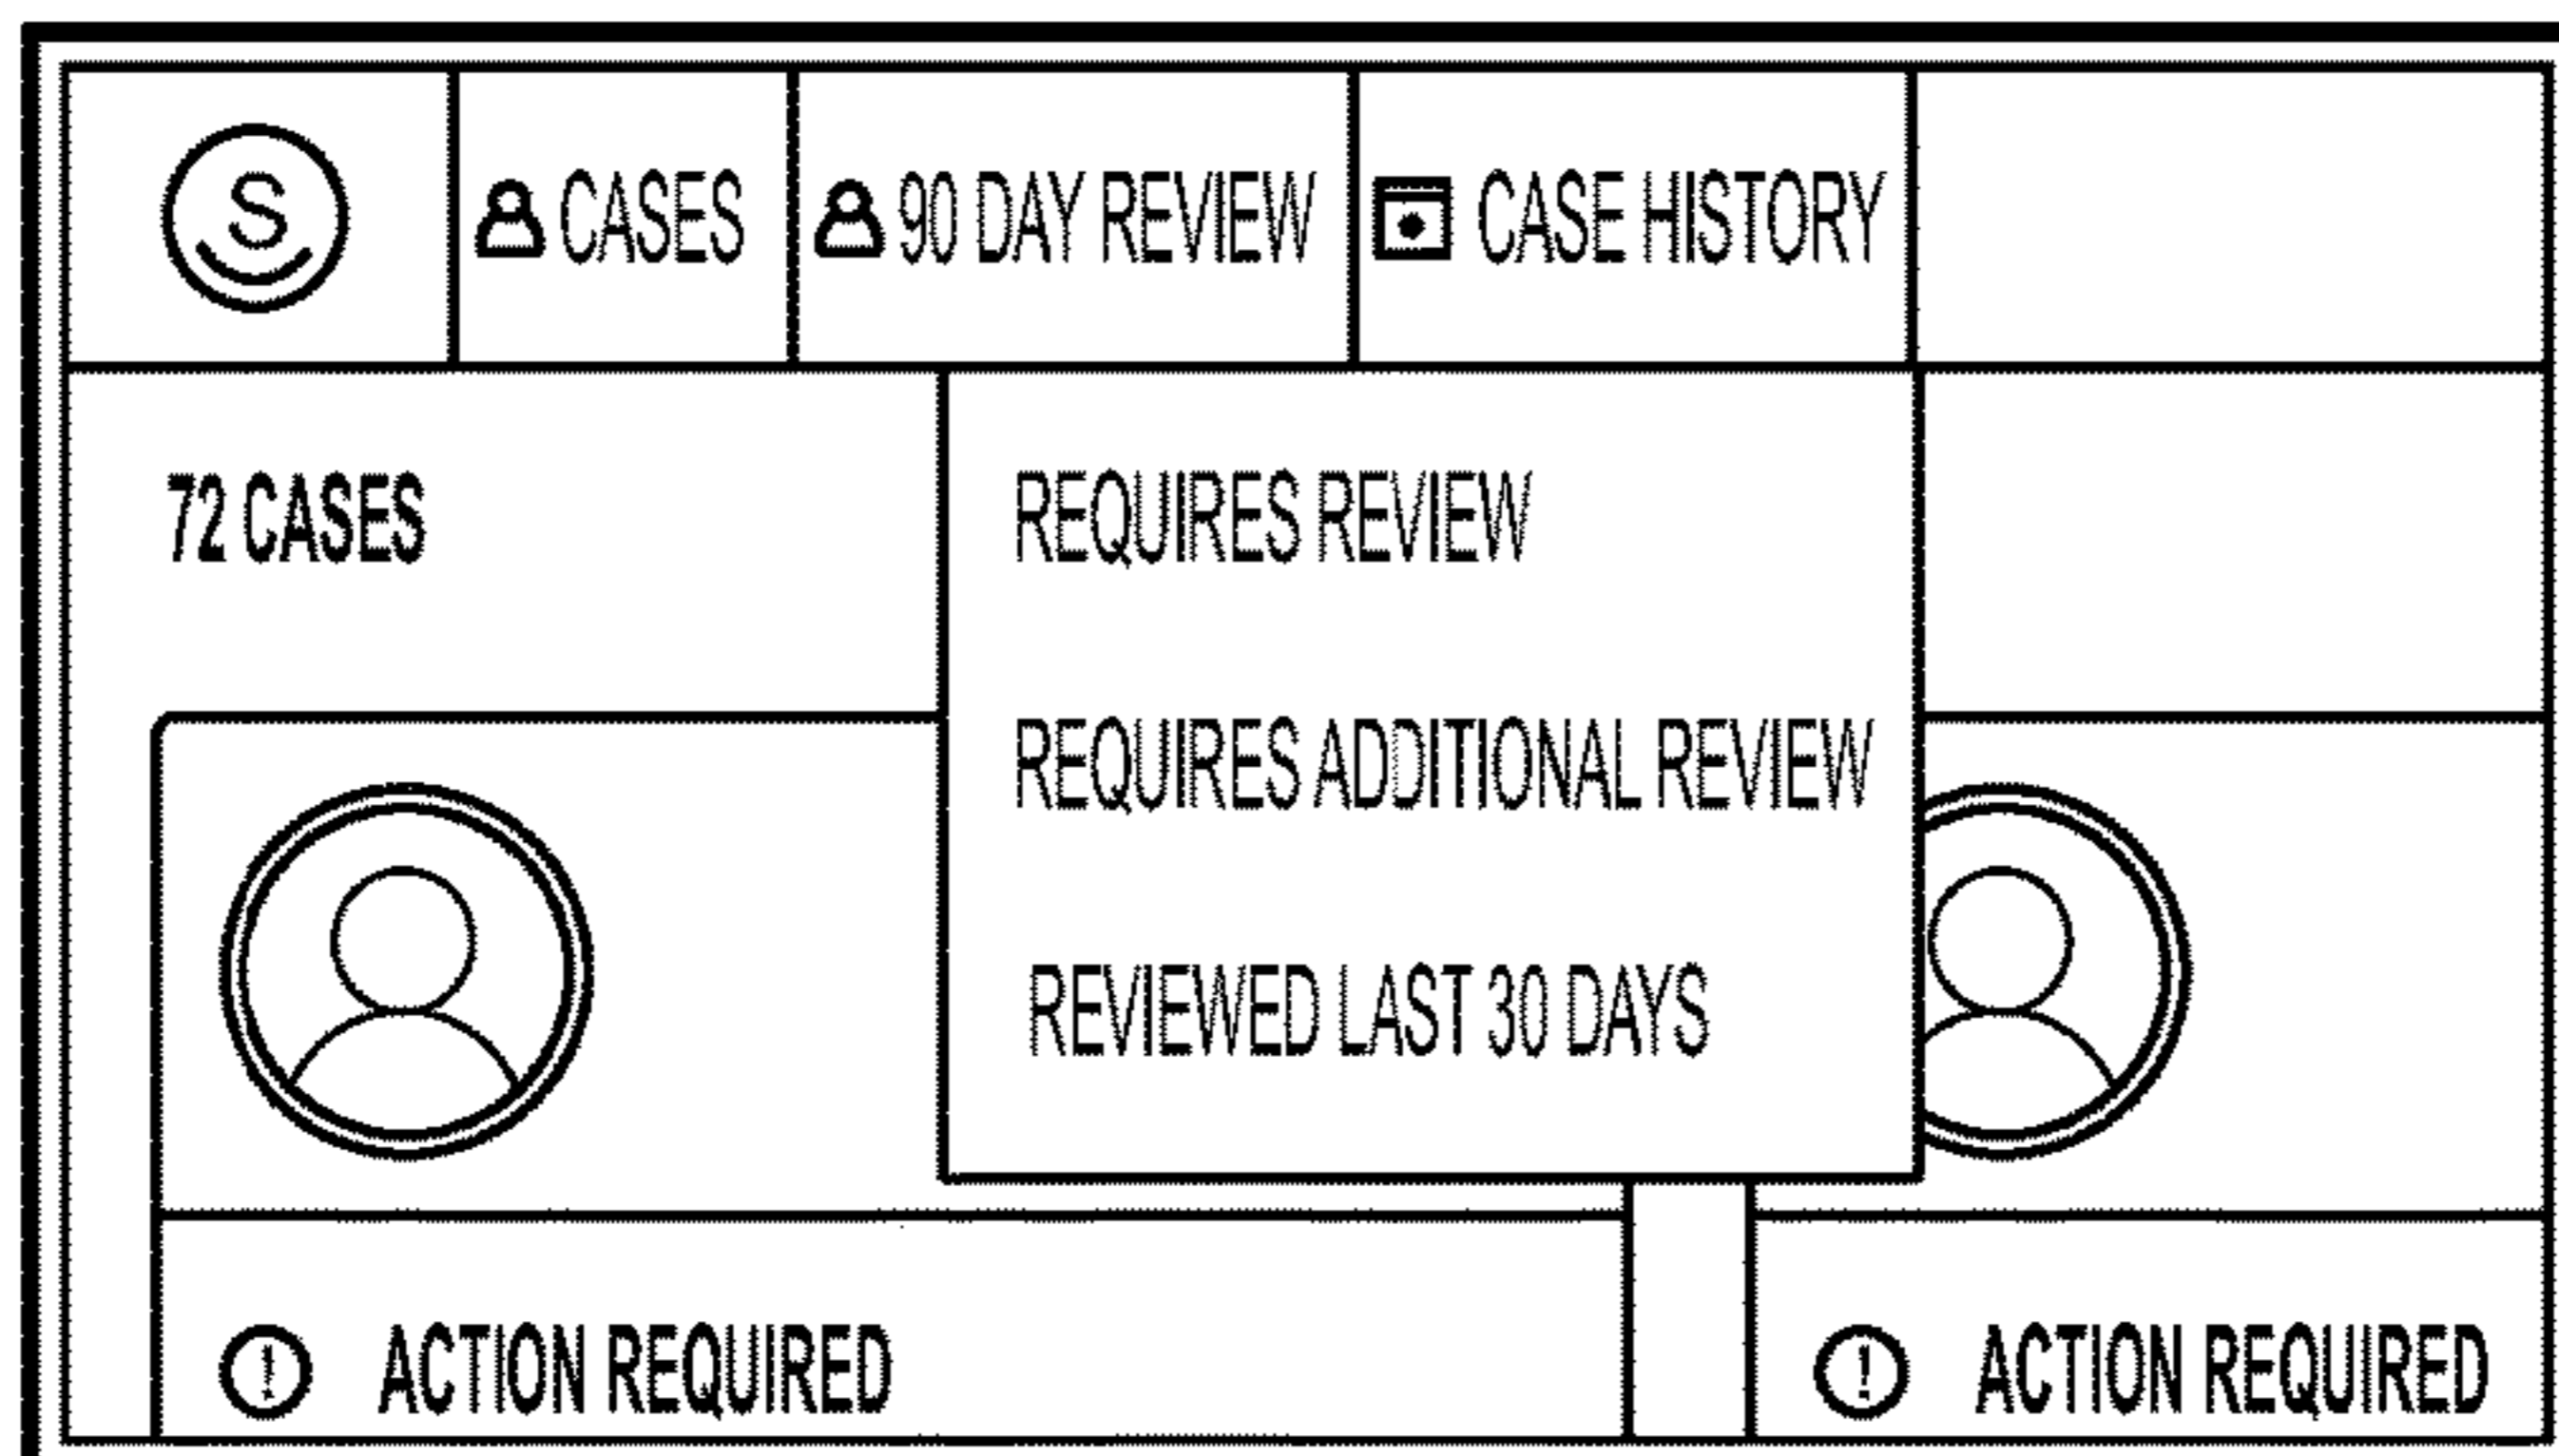 S
CASES
90 DAY REVIEW
CASE HISTORY
72 CASES
REQUIRES REVIEW
REQUIRES ADDITIONAL REVIEW
REVIEWED LAST 30 DAYS
! ACTION REQUIRED
! ACTION REQUIRED